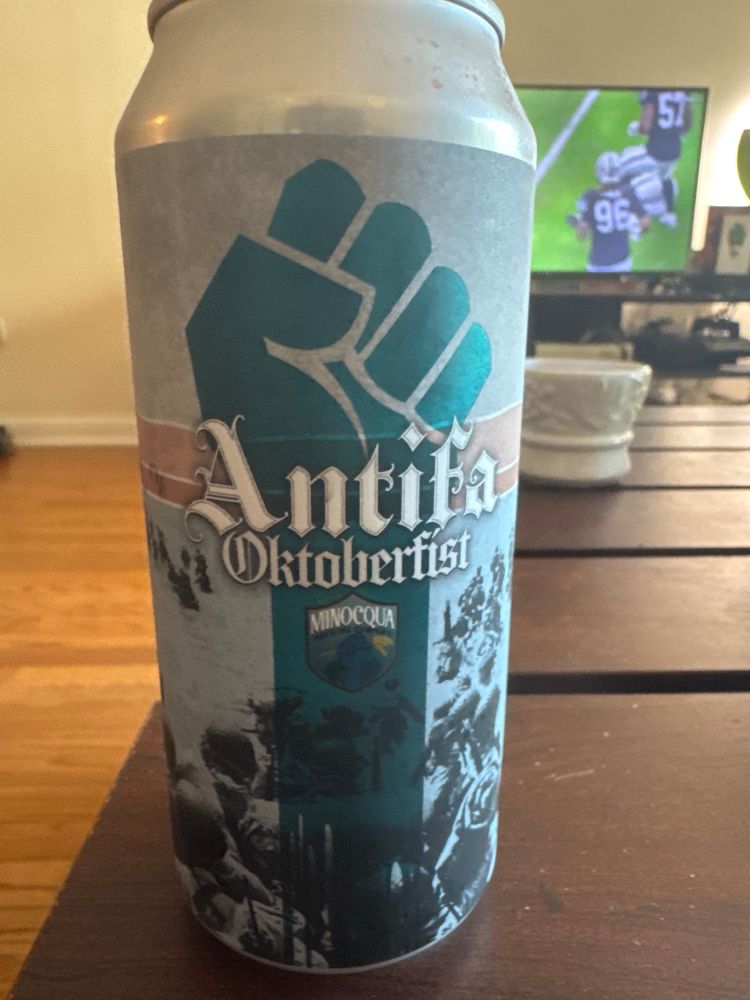 57
96
Antifa
Oktoberfist
MINOCQUA